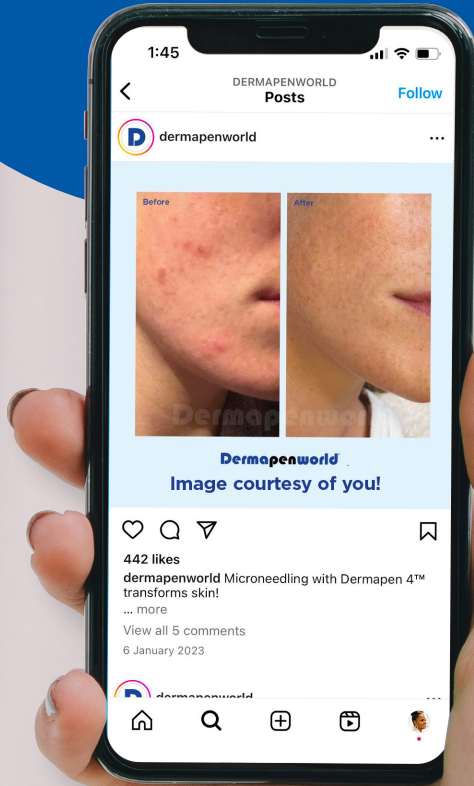 1:45
DERMAPENWORLD
Posts
Follow
D dermapenworld
Before
After
Dermapenworld
Image courtesy of you!
442 likes
dermapenworld Microneedling with Dermapen 4™
transforms skin!
... more
View all 5 comments
6 January 2023
D dermapenworld